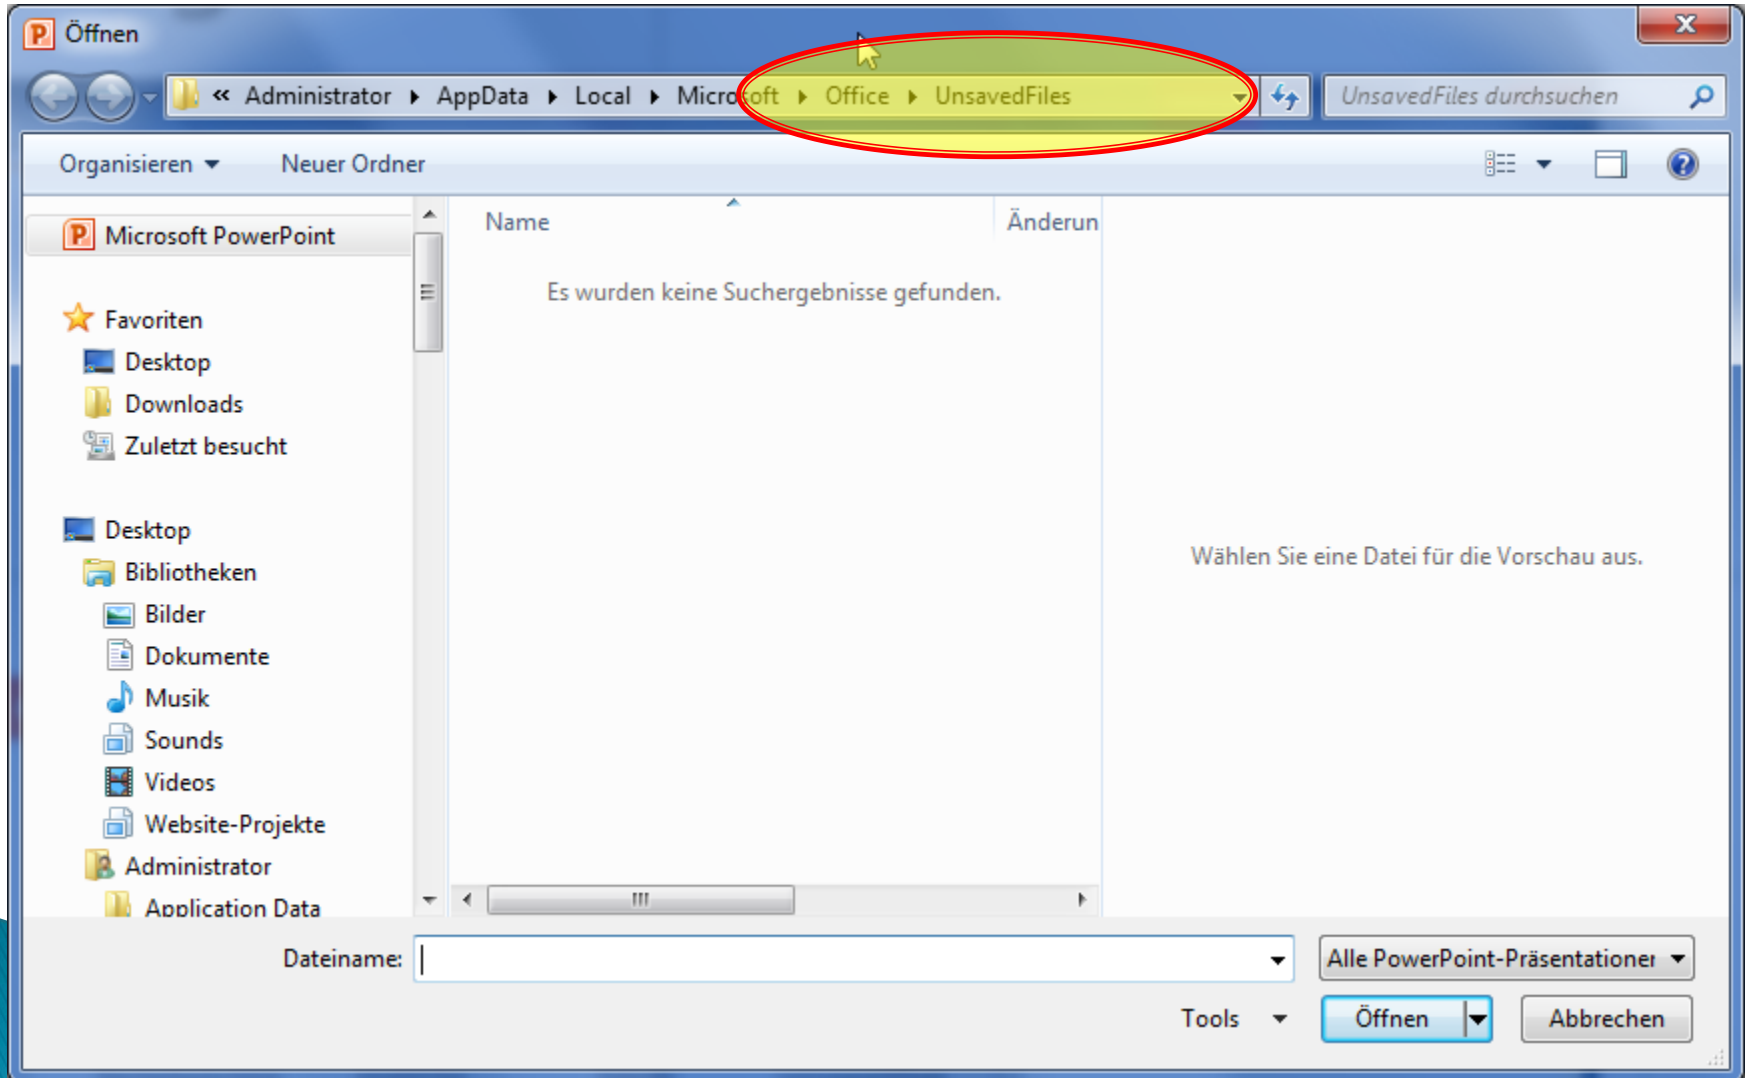 Öffnen
« Administrator ▸ AppData ▸ Local ▸ Microsoft ▸ Office ▸ UnsavedFiles
UnsavedFiles durchsuchen
Organisieren
Neuer Ordner
Microsoft PowerPoint
Favoriten
Desktop
Downloads
Zuletzt besucht
Desktop
Bibliotheken
Bilder
Dokumente
Musik
Sounds
Videos
Website-Projekte
Administrator
Application Data
Name
Änderun
Es wurden keine Suchergebnisse gefunden.
Wählen Sie eine Datei für die Vorschau aus.
Dateiname:
Alle PowerPoint-Präsentationen
Tools
Öffnen
Abbrechen